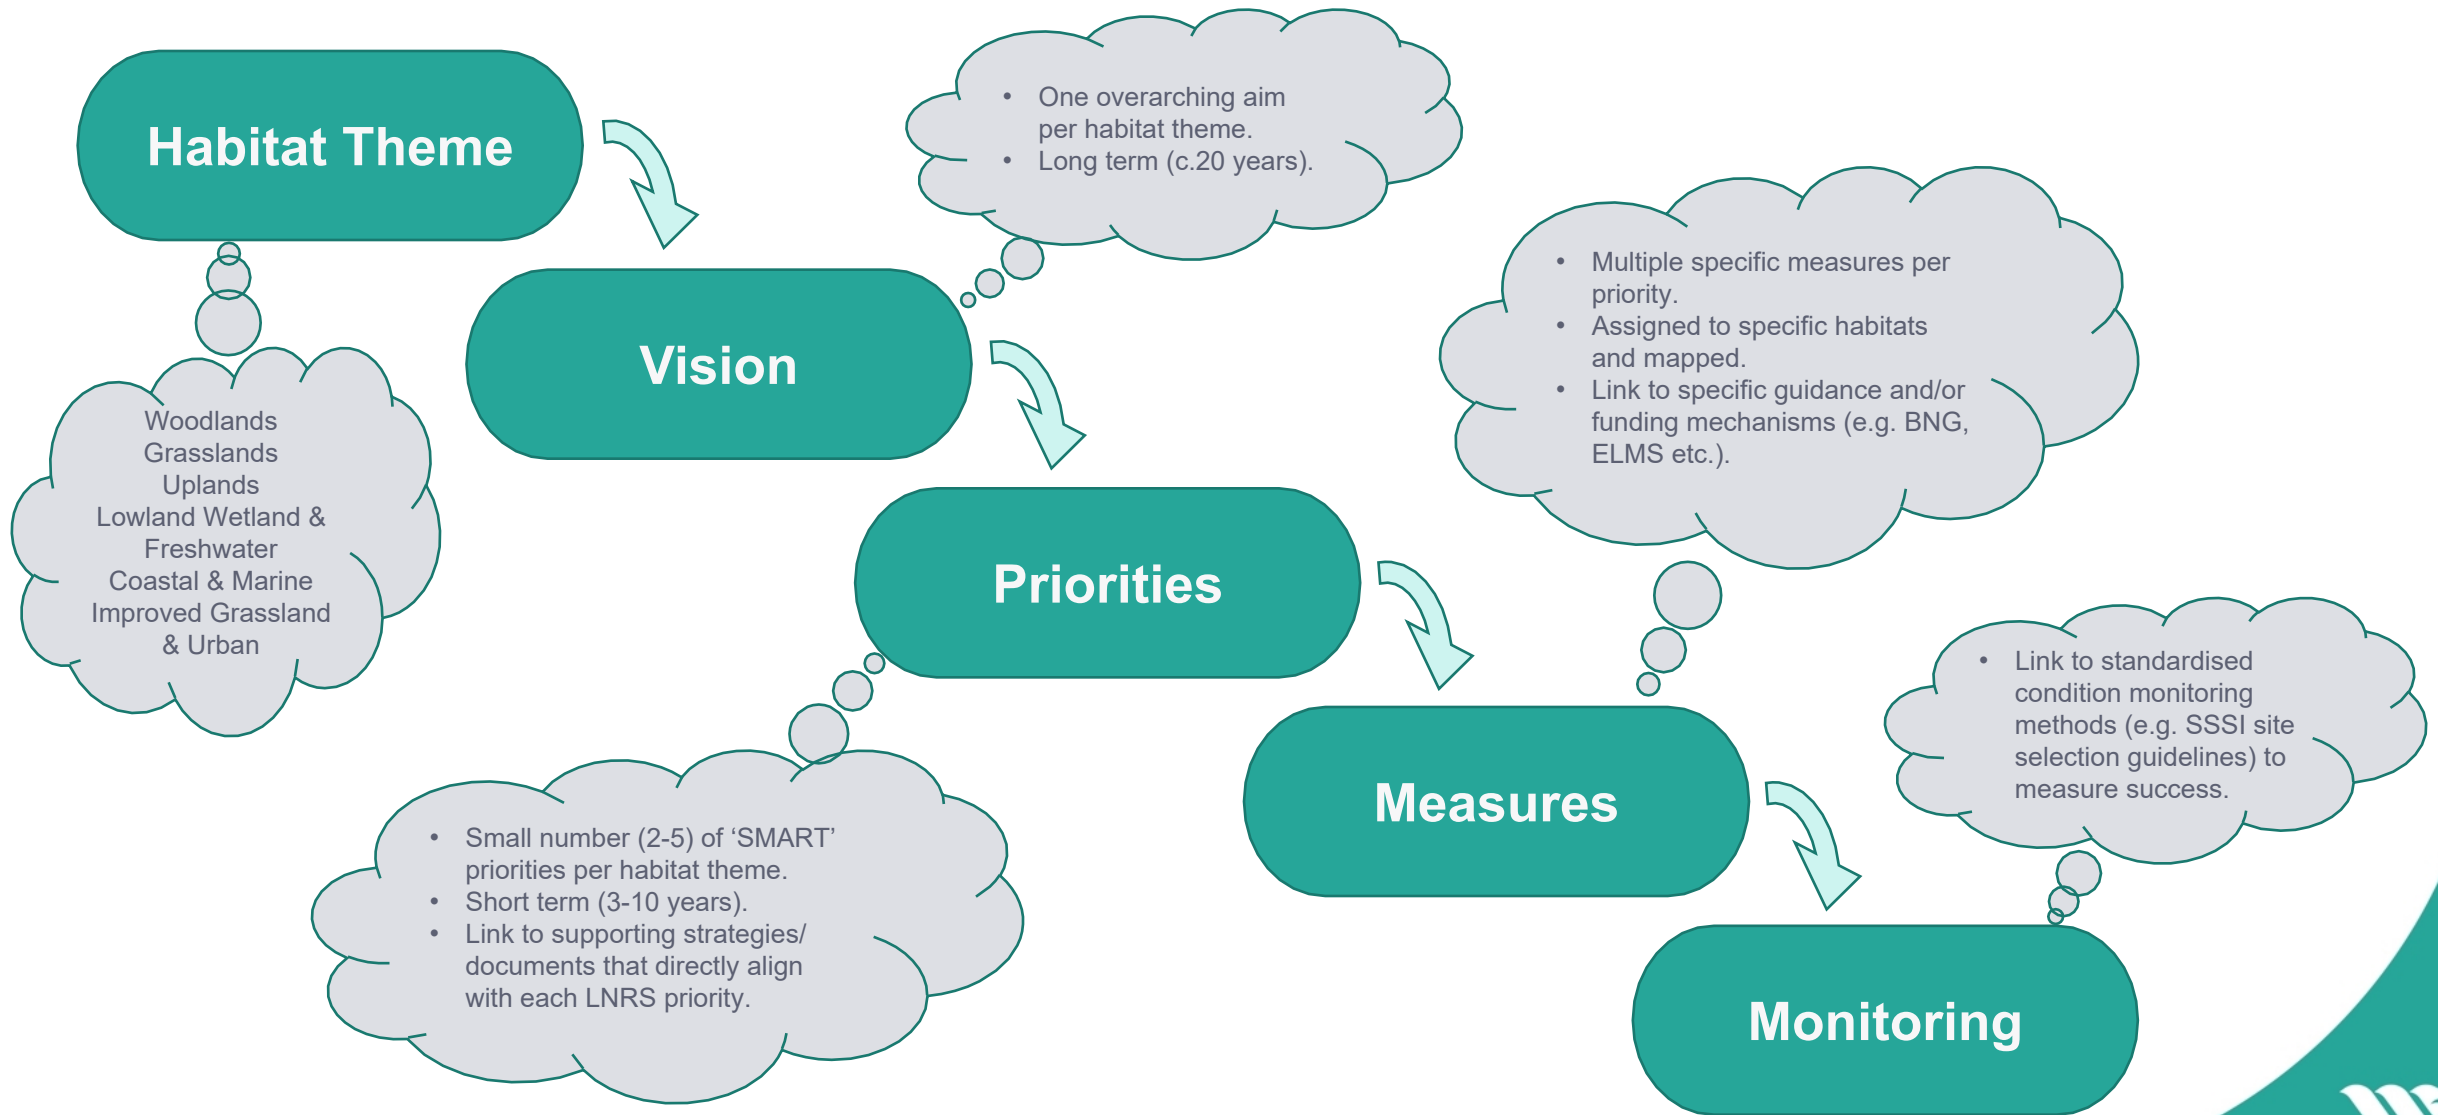 Habitat Theme
Woodlands
Grasslands
Uplands
Lowland Wetland &
Freshwater
Coastal & Marine
Improved Grassland
& Urban
Vision
• One overarching aim
per habitat theme.
• Long term (c.20 years).
Priorities
• Small number (2-5) of ‘SMART’
priorities per habitat theme.
• Short term (3-10 years).
• Link to supporting strategies/
documents that directly align
with each LNRS priority.
Measures
• Multiple specific measures per
priority.
• Assigned to specific habitats
and mapped.
• Link to specific guidance and/or
funding mechanisms (e.g. BNG,
ELMS etc.).
Monitoring
• Link to standardised
condition monitoring
methods (e.g. SSSI site
selection guidelines) to
measure success.